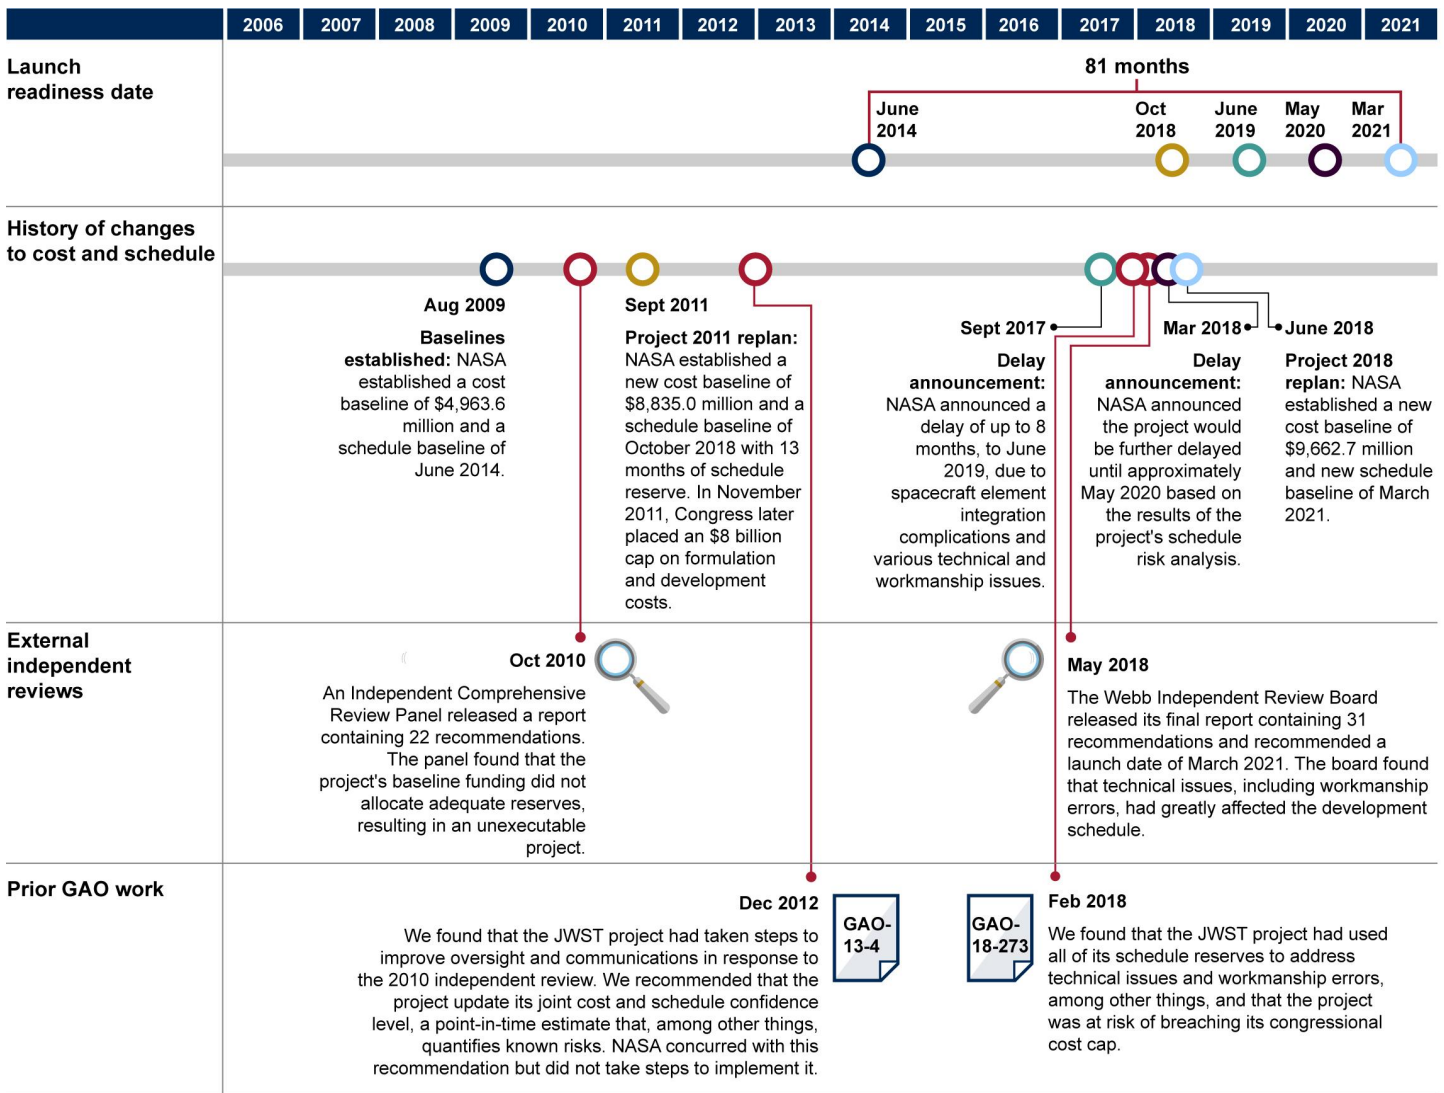 2006 2007 2008 2009 2010 2011 2012 2013 2014 2015 2016 2017 2018 2019 2020 2021
Launch
readiness date
81 months
June
2014
Oct
2018
June
2019
May
2020
Mar
2021
History of changes
to cost and schedule
Aug 2009
Baselines
established: NASA
established a cost
baseline of $4,963.6
million and a
schedule baseline of
June 2014.
Sept 2011
Project 2011 replan:
NASA established a
new cost baseline of
$8,835.0 million and a
schedule baseline of
October 2018 with 13
months of schedule
reserve. In November
2011, Congress later
placed an $8 billion
cap on formulation
and development
costs.
Sept 2017
Delay
announcement:
NASA announced a
delay of up to 8
months, to June
2019, due to
spacecraft element
integration
complications and
various technical and
workmanship issues.
Mar 2018
Delay
announcement:
NASA announced
the project would
be further delayed
until approximately
May 2020 based on
the results of the
project's schedule
risk analysis.
June 2018
Project 2018
replan: NASA
established a new
cost baseline of
$9,662.7 million
and new schedule
baseline of March
2021.
External
independent
reviews
Oct 2010
An Independent Comprehensive
Review Panel released a report
containing 22 recommendations.
The panel found that the
project's baseline funding did not
allocate adequate reserves,
resulting in an unexecutable
project.
May 2018
The Webb Independent Review Board
released its final report containing 31
recommendations and recommended a
launch date of March 2021. The board found
that technical issues, including workmanship
errors, had greatly affected the development
schedule.
Prior GAO work
Dec 2012
We found that the JWST project had taken steps to
improve oversight and communications in response to
the 2010 independent review. We recommended that the
project update its joint cost and schedule confidence
level, a point-in-time estimate that, among other things,
quantifies known risks. NASA concurred with this
recommendation but did not take steps to implement it.
GAO-
13-4
GAO-
18-273
Feb 2018
We found that the JWST project had used
all of its schedule reserves to address
technical issues and workmanship errors,
among other things, and that the project
was at risk of breaching its congressional
cost cap.